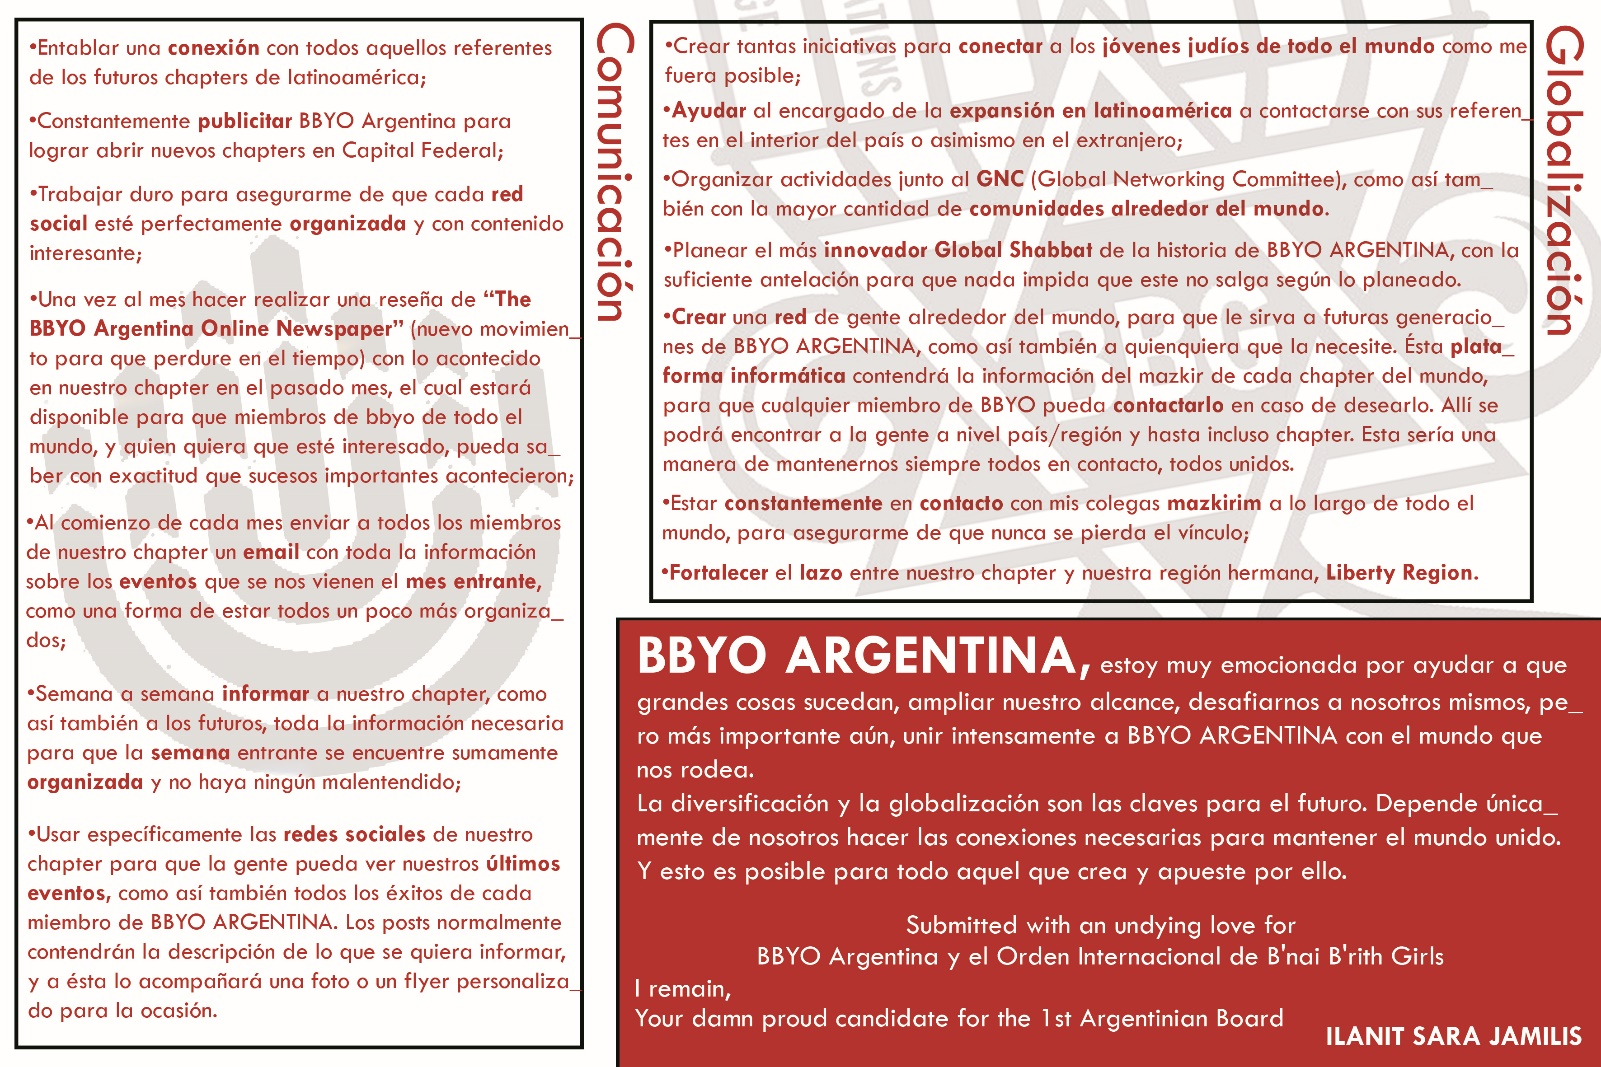 Comunicación
•Entablar una conexión con todos aquellos referentes
de los futuros chapters de latinoamérica;
•Constantemente publicitar BBYO Argentina para
lograr abrir nuevos chapters en Capital Federal;
•Trabajar duro para asegurarme de que cada red
social esté perfectamente organizada y con contenido
interesante;
•Una vez al mes hacer realizar una reseña de “The
BBYO Argentina Online Newspaper” (nuevo movimien_
to para que perdure en el tiempo) con lo acontecido
en nuestro chapter en el pasado mes, el cual estará
disponible para que miembros de bbyo de todo el
mundo, y quien quiera que esté interesado, pueda sa_
ber con exactitud que sucesos importantes acontecieron;
•Al comienzo de cada mes enviar a todos los miembros
de nuestro chapter un email con toda la información
sobre los eventos que se nos vienen el mes entrante,
como una forma de estar todos un poco más organiza_
dos;
•Semana a semana informar a nuestro chapter, como
así también a los futuros, toda la información necesaria
para que la semana entrante se encuentre sumamente
organizada y no haya ningún malentendido;
•Usar específicamente las redes sociales de nuestro
chapter para que la gente pueda ver nuestros últimos
eventos, como así también todos los éxitos de cada
miembro de BBYO ARGENTINA. Los posts normalmente
contendrán la descripción de lo que se quiera informar,
y a ésta lo acompañará una foto o un flyer personaliza_
do para la ocasión.
Globalización
•Crear tantas iniciativas para conectar a los jóvenes judíos de todo el mundo como me
fuera posible;
•Ayudar al encargado de la expansión en latinoamérica a contactarse con sus referen_
tes en el interior del país o asimismo en el extranjero;
•Organizar actividades junto al GNC (Global Networking Committee), como así tam_
bién con la mayor cantidad de comunidades alrededor del mundo.
•Planear el más innovador Global Shabbat de la historia de BBYO ARGENTINA, con la
suficiente antelación para que nada impida que este no salga según lo planeado.
•Crear una red de gente alrededor del mundo, para que le sirva a futuras generacio_
nes de BBYO ARGENTINA, como así también a quienquiera que la necesite. Ésta plata_
forma informática contendrá la información del mazkir de cada chapter del mundo,
para que cualquier miembro de BBYO pueda contactarlo en caso de desearlo. Allí se
podrá encontrar a la gente a nivel país/región y hasta incluso chapter. Esta sería una
manera de mantenernos siempre todos en contacto, todos unidos.
•Estar constantemente en contacto con mis colegas mazkirim a lo largo de todo el
mundo, para asegurarme de que nunca se pierda el vínculo;
•Fortalecer el lazo entre nuestro chapter y nuestra región hermana, Liberty Region.
BBG
BBYO ARGENTINA, estoy muy emocionada por ayudar a que
grandes cosas sucedan, ampliar nuestro alcance, desafiarnos a nosotros mismos, pe_
ro más importante aún, unir intensamente a BBYO ARGENTINA con el mundo que
nos rodea.
La diversificación y la globalización son las claves para el futuro. Depende única_
mente de nosotros hacer las conexiones necesarias para mantener el mundo unido.
Y esto es posible para todo aquel que crea y apueste por ello.
Submitted with an undying love for
BBYO Argentina y el Orden Internacional de B'nai B'rith Girls
I remain,
Your damn proud candidate for the 1st Argentinian Board
ILANIT SARA JAMILIS